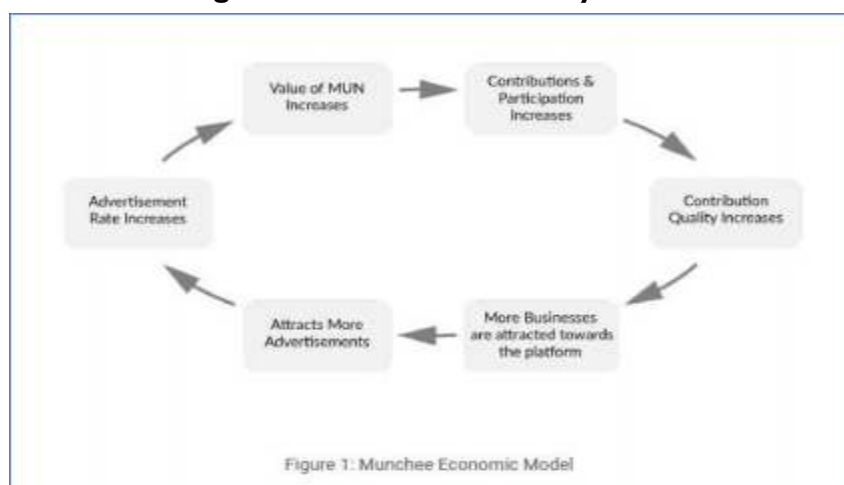 Value of MUN
Increases
Contributions &
Participation
Increases
Advertisement
Rate Increases
Contribution
Quality Increases
Attracts More
Advertisements
More Businesses
are attracted towards
the platform
Figure 1: Munchee Economic Model